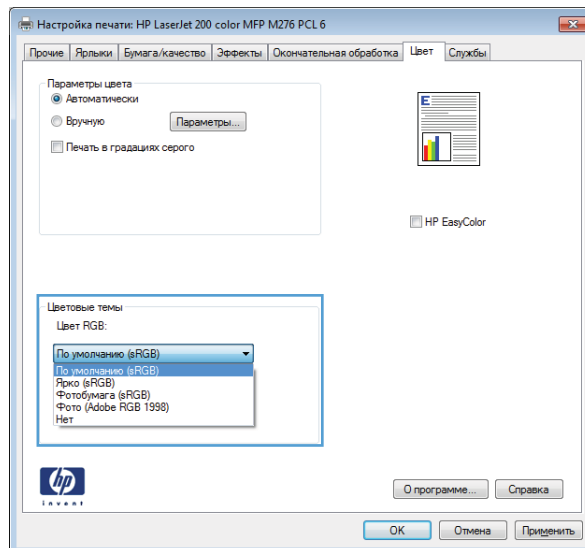 Настройка печати: HP LaserJet 200 color MFP M276 PCL 6
Прочие Ярлыки Бумага/качество Эффекты Окончательная обработка Цвет Службы
Параметры цвета
Автоматически
Вручную Параметры...
Печать в градациях серого
E
HP EasyColor
Цветовые темы
Цвет RGB:
По умолчанию (sRGB)
По умолчанию (sRGB)
Ярко (sRGB)
Фотобумага (sRGB)
Фото (Adobe RGB 1998)
Нет
hp
invent
О программе... Справка
OK Отмена Применить